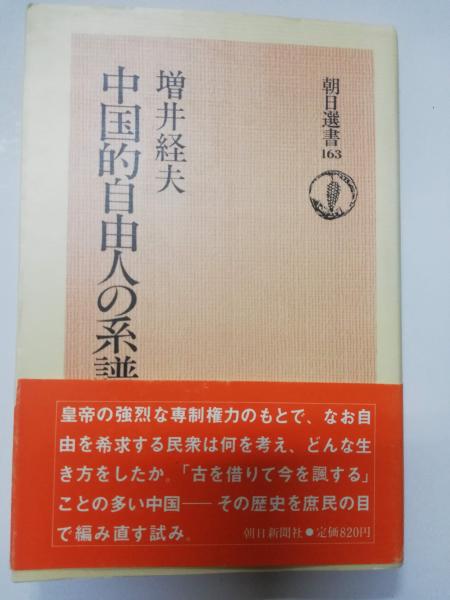 朝日選書
163
増井経夫
中国的自由人の系譜
皇帝の強烈な専制権力のもとで、なお自
由を希求する民衆は何を考え、どんな生
き方をしたか。「古を借りて今を諷する」
ことの多い中国——その歴史を庶民の目
で編み直す試み。
朝日新聞社●定価820円